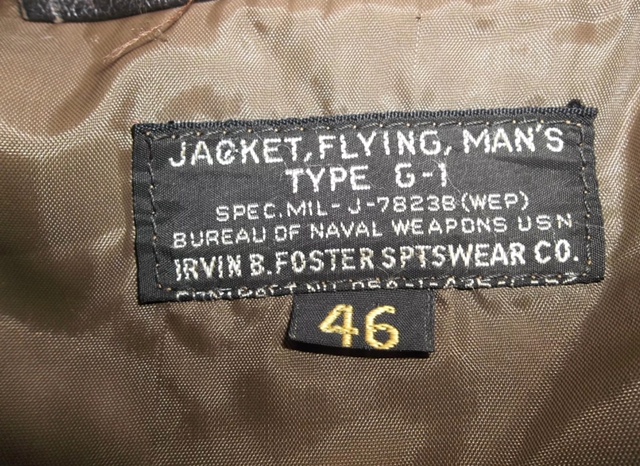 JACKET, FLYING, MAN'S
TYPE G-1
SPEC. MIL-J-7823B (WEP)
BUREAU OF NAVAL WEAPONS USN
IRVIN B. FOSTER SPTSWEAR CO.
CONTRACT
46